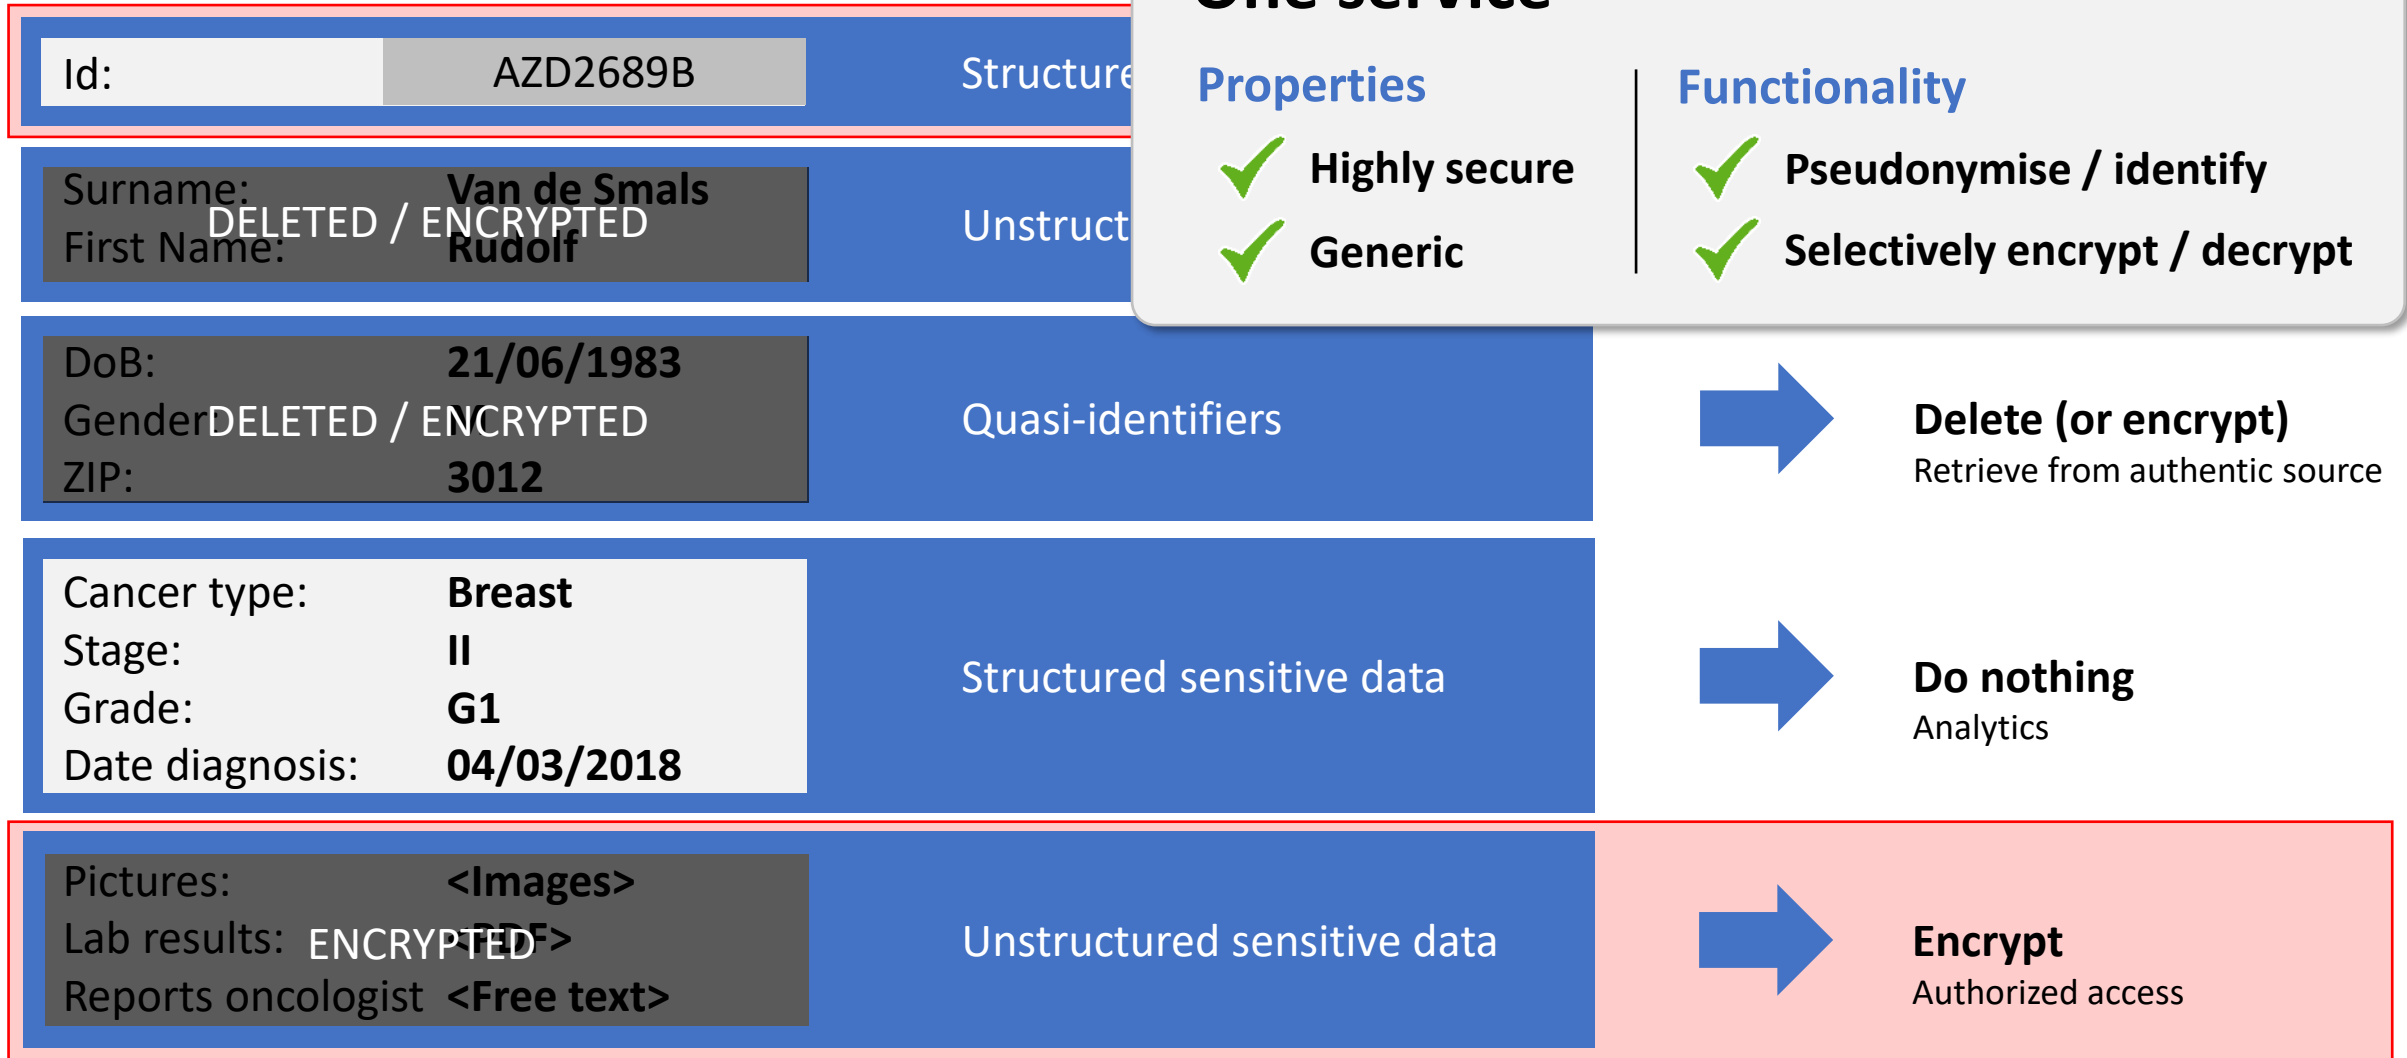 One service
Id: AZD2689B Structure
Properties Functionality
Highly secure Pseudonymise / identify
Generic Selectively encrypt / decrypt
Surname: Van de Smals
DELETED / ENCRYPTED Unstruct
First Name: Rudolf
DoB: 21/06/1983
Gender: M
DELETED / ENCRYPTED Quasi-identifiers
ZIP: 3012
Delete (or encrypt)
Retrieve from authentic source
Cancer type: Breast
Stage: II
Grade: G1
Date diagnosis: 04/03/2018
Structured sensitive data
Do nothing
Analytics
Pictures: <Images>
Lab results: <PDF>
ENCRYPTED
Reports oncologist <Free text>
Unstructured sensitive data
Encrypt
Authorized access